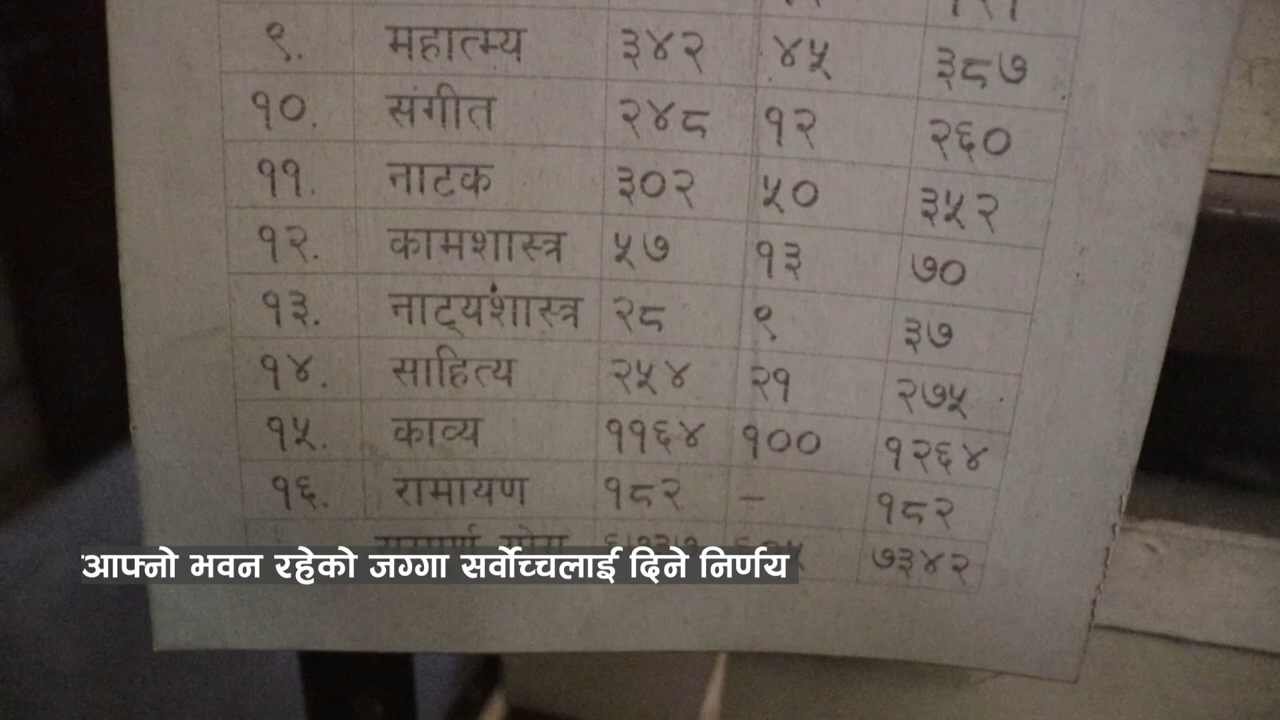 ९. महात्म्य ३४२ ४५ ३८७
१०. संगीत २४८ १२ २६०
११. नाटक ३०२ ५० ३५२
१२. कामशास्त्र ५७ १३ ७०
१३. नाट्यशास्त्र २८ ९ ३७
१४. साहित्य २५४ २१ २७५
१५. काव्य ११६४ १०० १२६४
१६. रामायण १८२ – १८२
७३४२
आफ्नो भवन रहेको जग्गा सर्वोच्चलाई दिने निर्णय